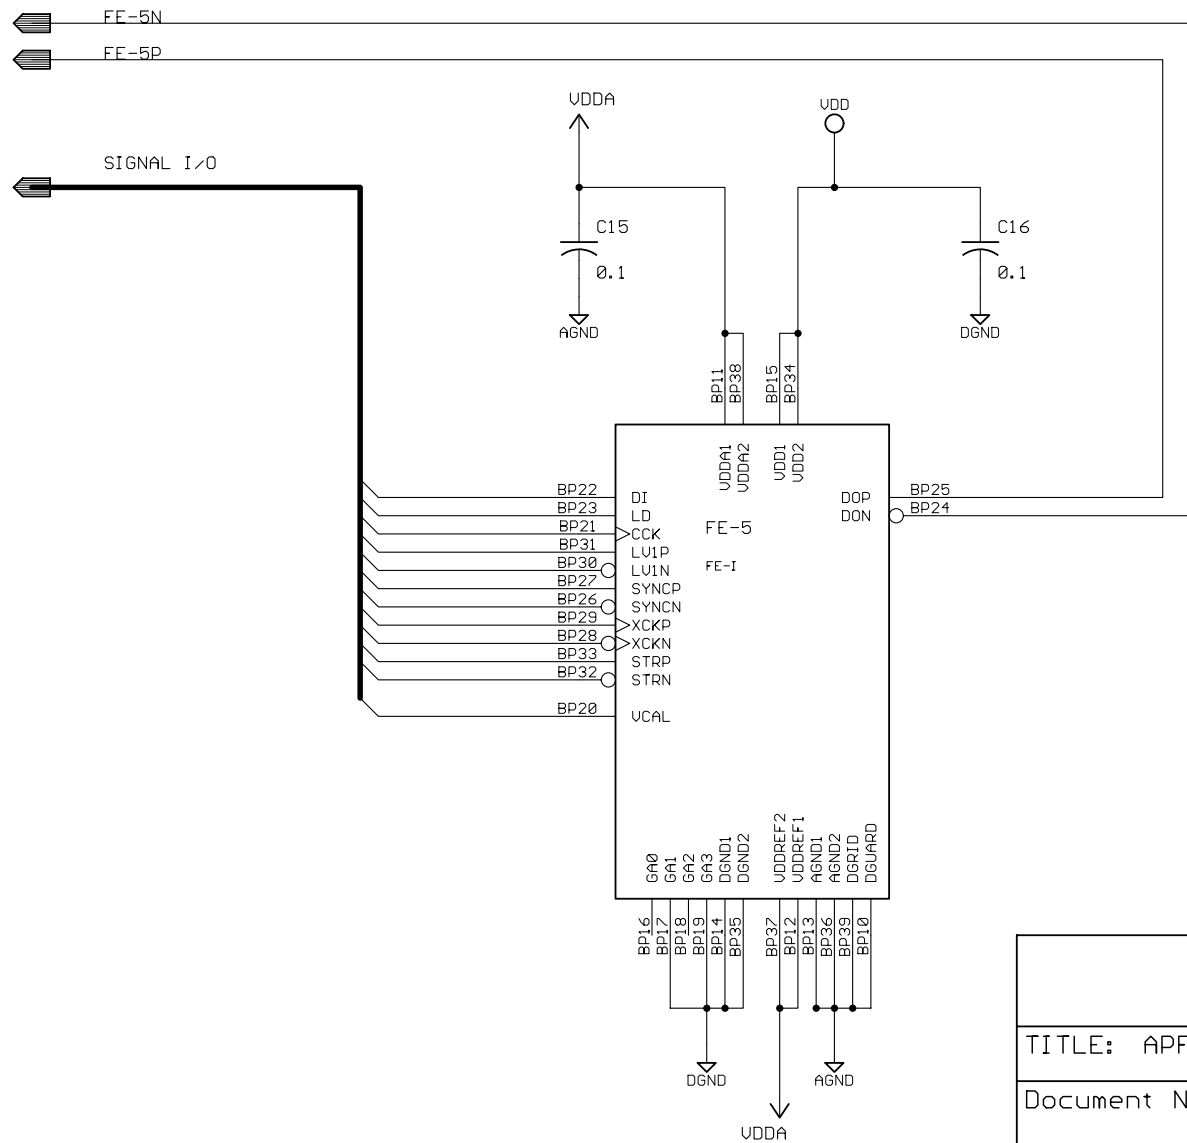 FE-5N
FE-5P
VDDA
VDD
SIGNAL I/O
C15
0.1
AGND
C16
0.1
DGND
BP11
BP38
BP15
BP34
VDDA1
VDDA2
VDD1
VDD2
BP22 DI
BP23 LD
BP21 CCK
BP31 LV1P
BP30 LV1N
BP27 SYNCP
BP26 SYNCN
BP29 XCKP
BP28 XCKN
BP33 STRP
BP32 STRN
BP20 VCAL
DOP BP25
DON BP24
FE-5
FE-I
GA0
GA1
GA2
GA3
DGND1
DGND2
VDDREF2
VDDREF1
AGND1
AGND2
DGRID
DGUARD
BP16
BP17
BP18
BP19
BP14
BP35
BP37
BP12
BP13
BP36
BP39
BP10
DGND
AGND
VDDA
TITLE:
Document